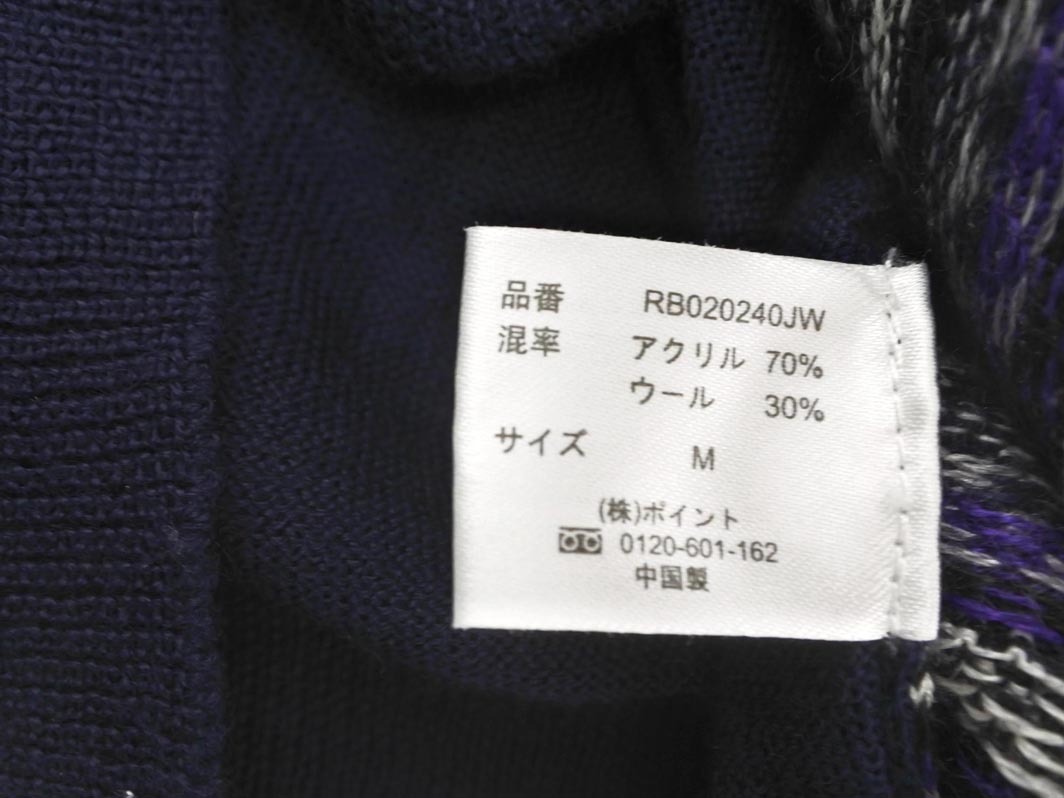 品番 RB020240JW
混率 アクリル 70%
ウール 30%
サイズ M
(株)ポイント
0120-601-162
中国製